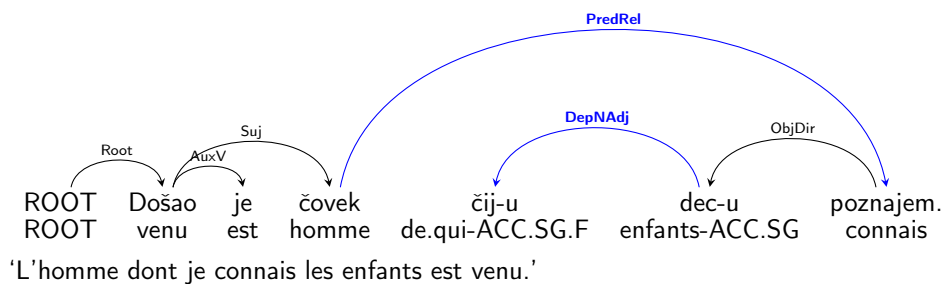 PredRel
DepNAdj
Suj
ObjDir
Root
AuxV
ROOT Došao je čovek čij-u dec-u poznajem.
ROOT venu est homme de.qui-ACC.SG.F enfants-ACC.SG connais
‘L’homme dont je connais les enfants est venu.’